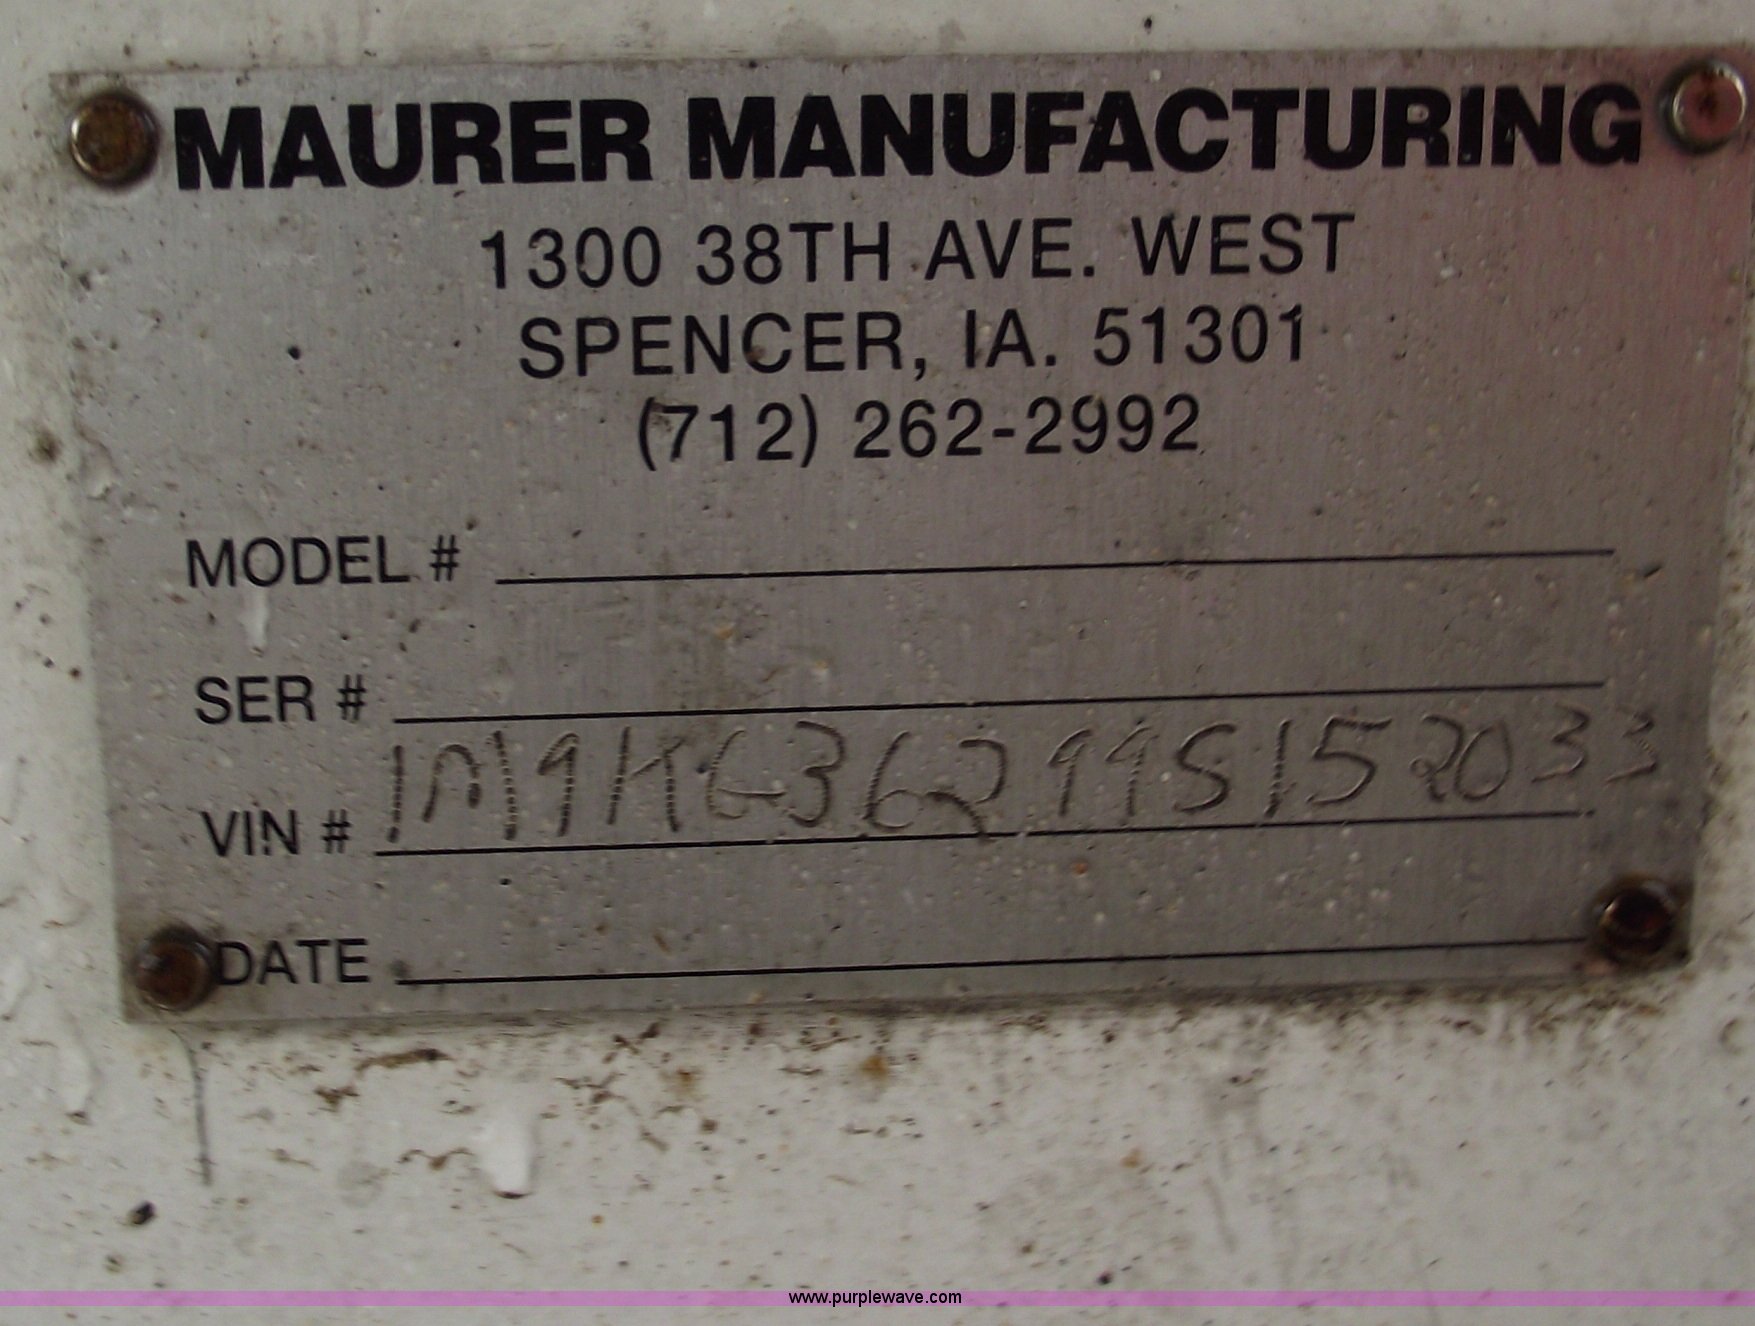 MAURER MANUFACTURING
1300 38TH AVE. WEST
SPENCER, IA. 51301
(712) 262-2992
MODEL #
SER #
VIN # 1M9KG36299S152033
DATE
www.purplewave.com